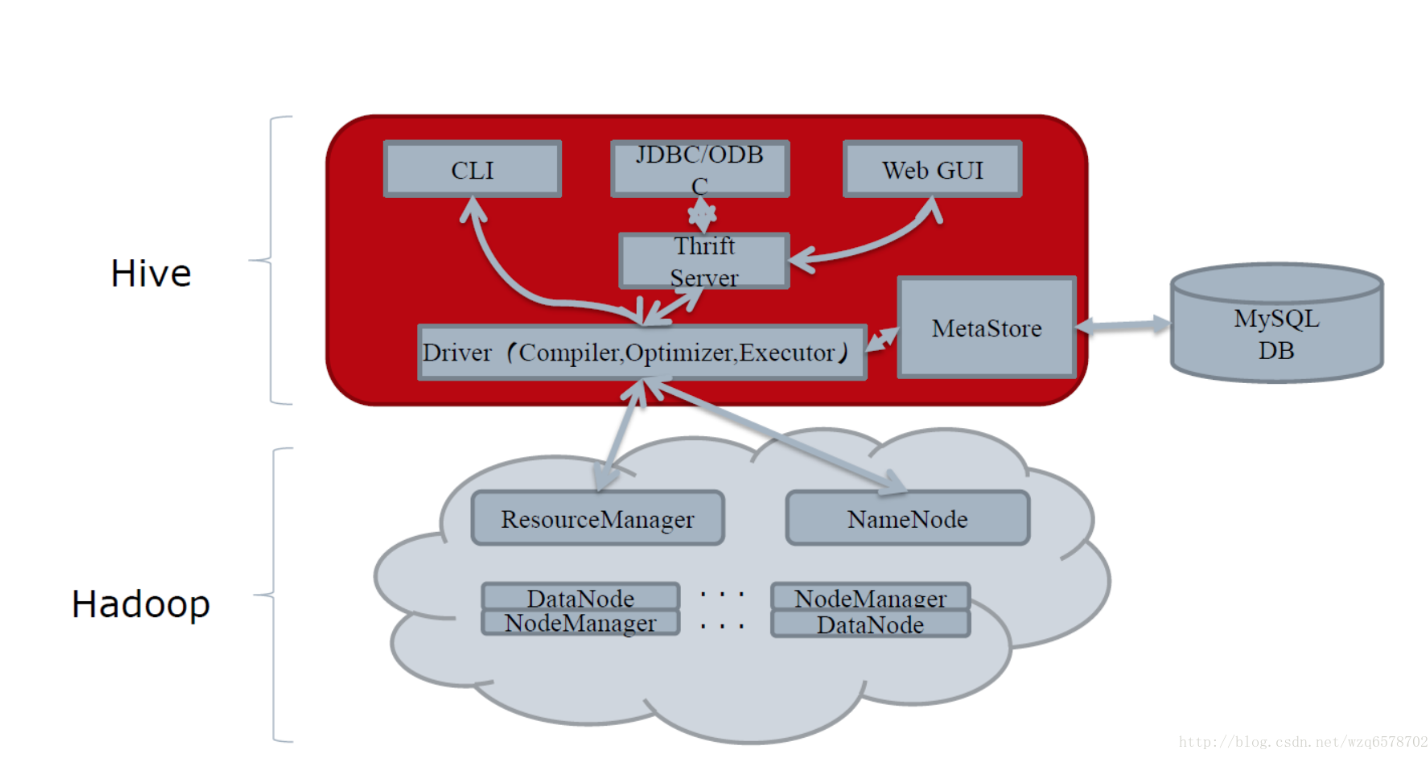 CLI
JDBC/ODB
C
Web GUI
Thrift
Server
Hive
MetaStore
MySQL
DB
Driver（Compiler,Optimizer,Executor）
ResourceManager
NameNode
Hadoop
DataNode
· · ·
NodeManager
NodeManager
· · ·
DataNode
http://blog.csdn.net/wzq6578702